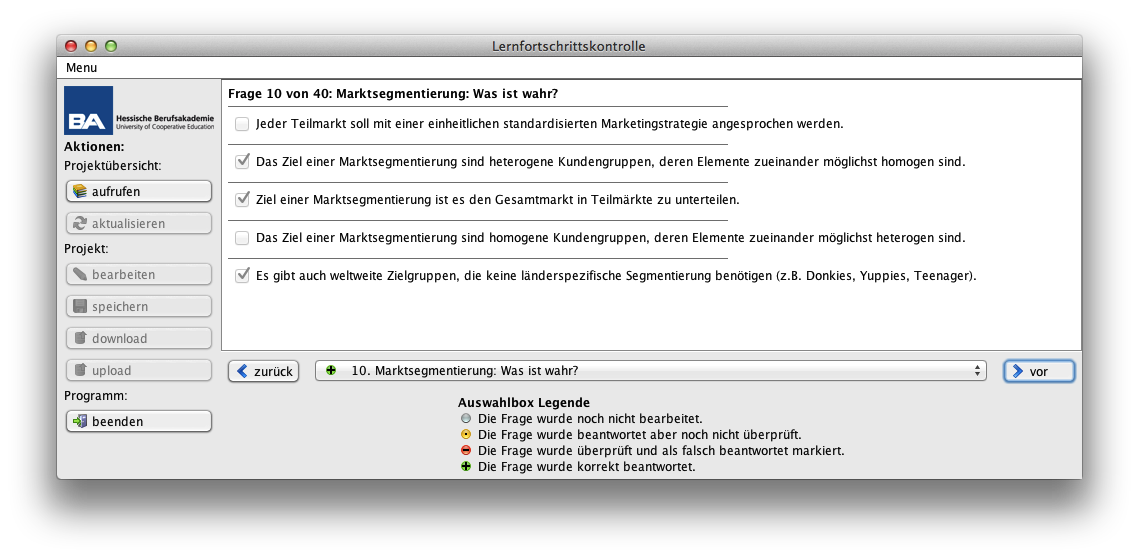 Lernfortschrittskontrolle
Menu
BA Hessische Berufsakademie
University of Cooperative Education
Aktionen:
Projektübersicht:
aufrufen
aktualisieren
Projekt:
bearbeiten
speichern
download
upload
Programm:
beenden
Frage 10 von 40: Marktsegmentierung: Was ist wahr?
Jeder Teilmarkt soll mit einer einheitlichen standardisierten Marketingstrategie angesprochen werden.
Das Ziel einer Marktsegmentierung sind heterogene Kundengruppen, deren Elemente zueinander möglichst homogen sind.
Ziel einer Marktsegmentierung ist es den Gesamtmarkt in Teilmärkte zu unterteilen.
Das Ziel einer Marktsegmentierung sind homogene Kundengruppen, deren Elemente zueinander möglichst heterogen sind.
Es gibt auch weltweite Zielgruppen, die keine länderspezifische Segmentierung benötigen (z.B. Donkies, Yuppies, Teenager).
zurück
10. Marktsegmentierung: Was ist wahr?
vor
Auswahlbox Legende
Die Frage wurde noch nicht bearbeitet.
Die Frage wurde beantwortet aber noch nicht überprüft.
Die Frage wurde überprüft und als falsch beantwortet markiert.
Die Frage wurde korrekt beantwortet.